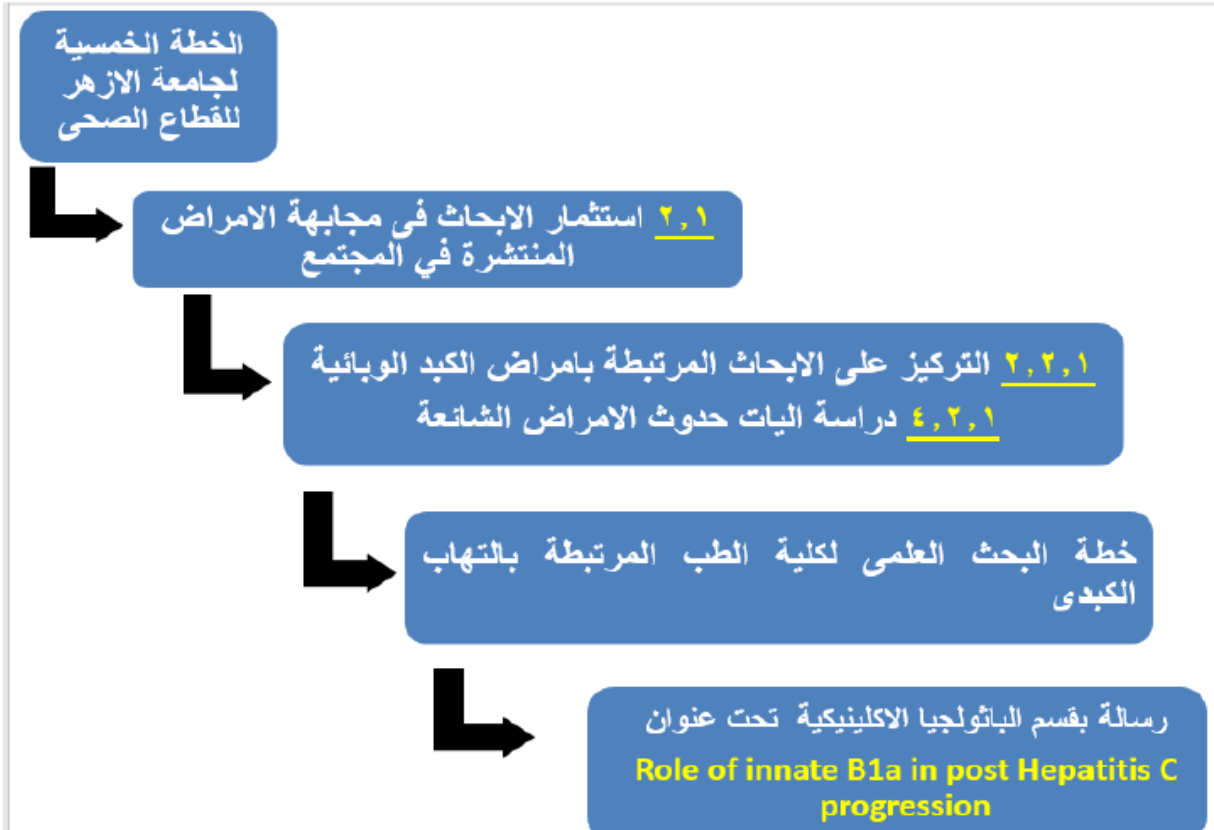 الخطة الخمسية
لجامعة الازهر
للقطاع الصحى
٢,١ استثمار الابحاث فى مجابهة الامراض
المنتشرة في المجتمع
٢,٢,١ التركيز على الابحاث المرتبطة بامراض الكبد الوبائية
٤,٢,١ دراسة اليات حدوث الامراض الشائعة
خطة البحث العلمى لكلية الطب المرتبطة بالتهاب
الكبدى
رسالة بقسم الباثولجيا الاكلينيكية تحت عنوان
Role of innate B1a in post Hepatitis C
progression